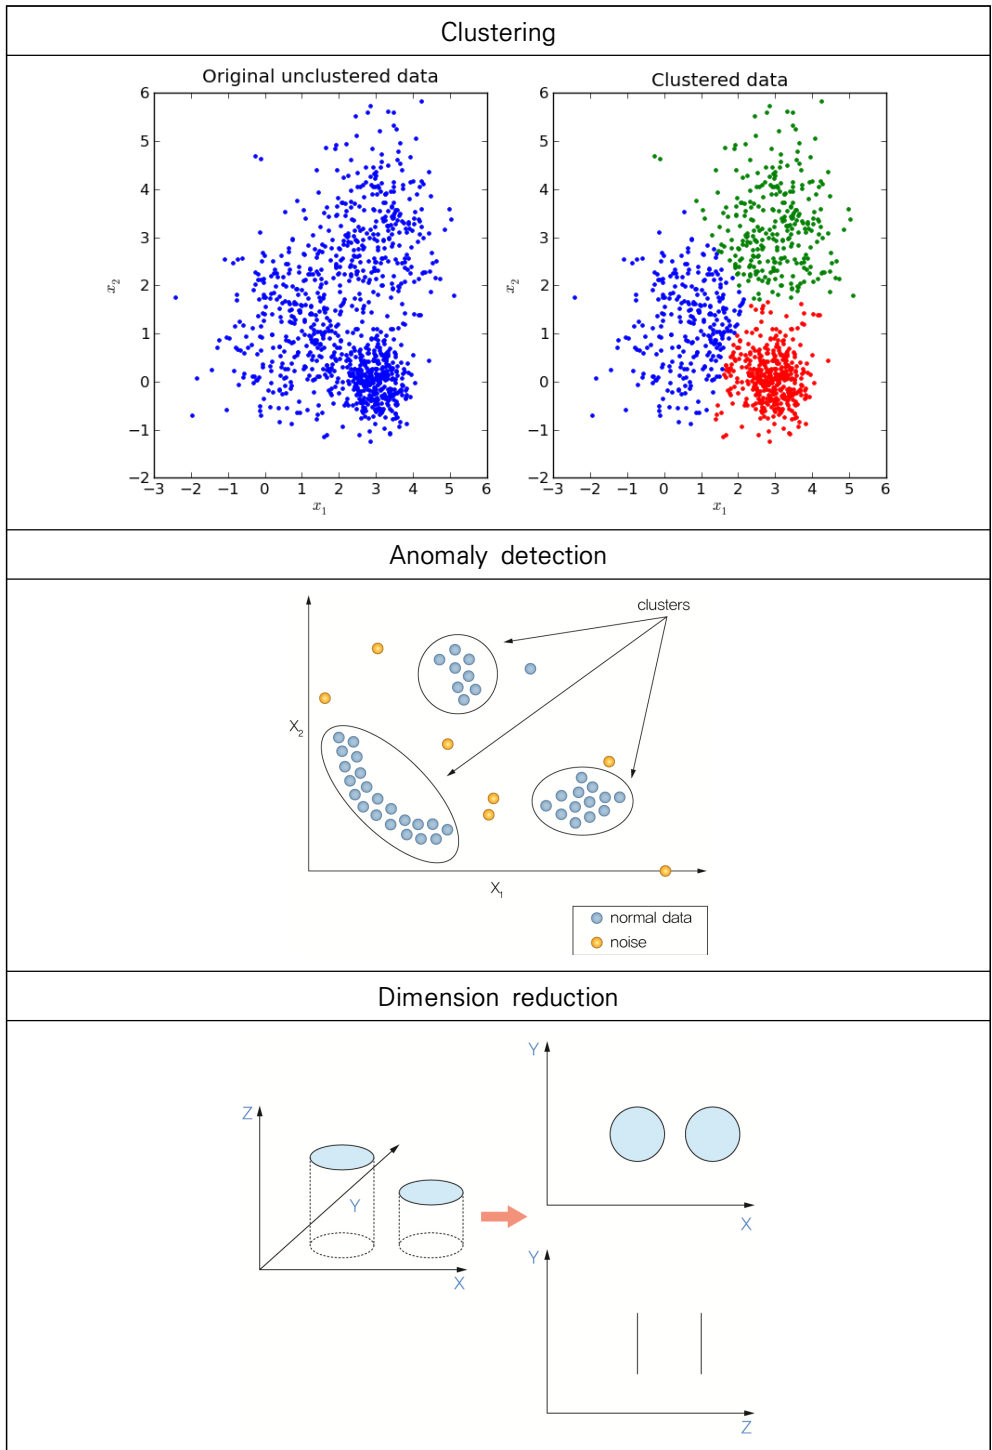 Clustering
Original unclustered data
6
5
4
3
2
1
0
−1
−2
x₂
−3 −2 −1 0 1 2 3 4 5 6
x₁
Clustered data
6
5
4
3
2
1
0
−1
−2
x₂
−3 −2 −1 0 1 2 3 4 5 6
x₁
Anomaly detection
clusters
X₂
X₁
normal data
noise
Dimension reduction
Z
Y
X
Y
X
Y
Z